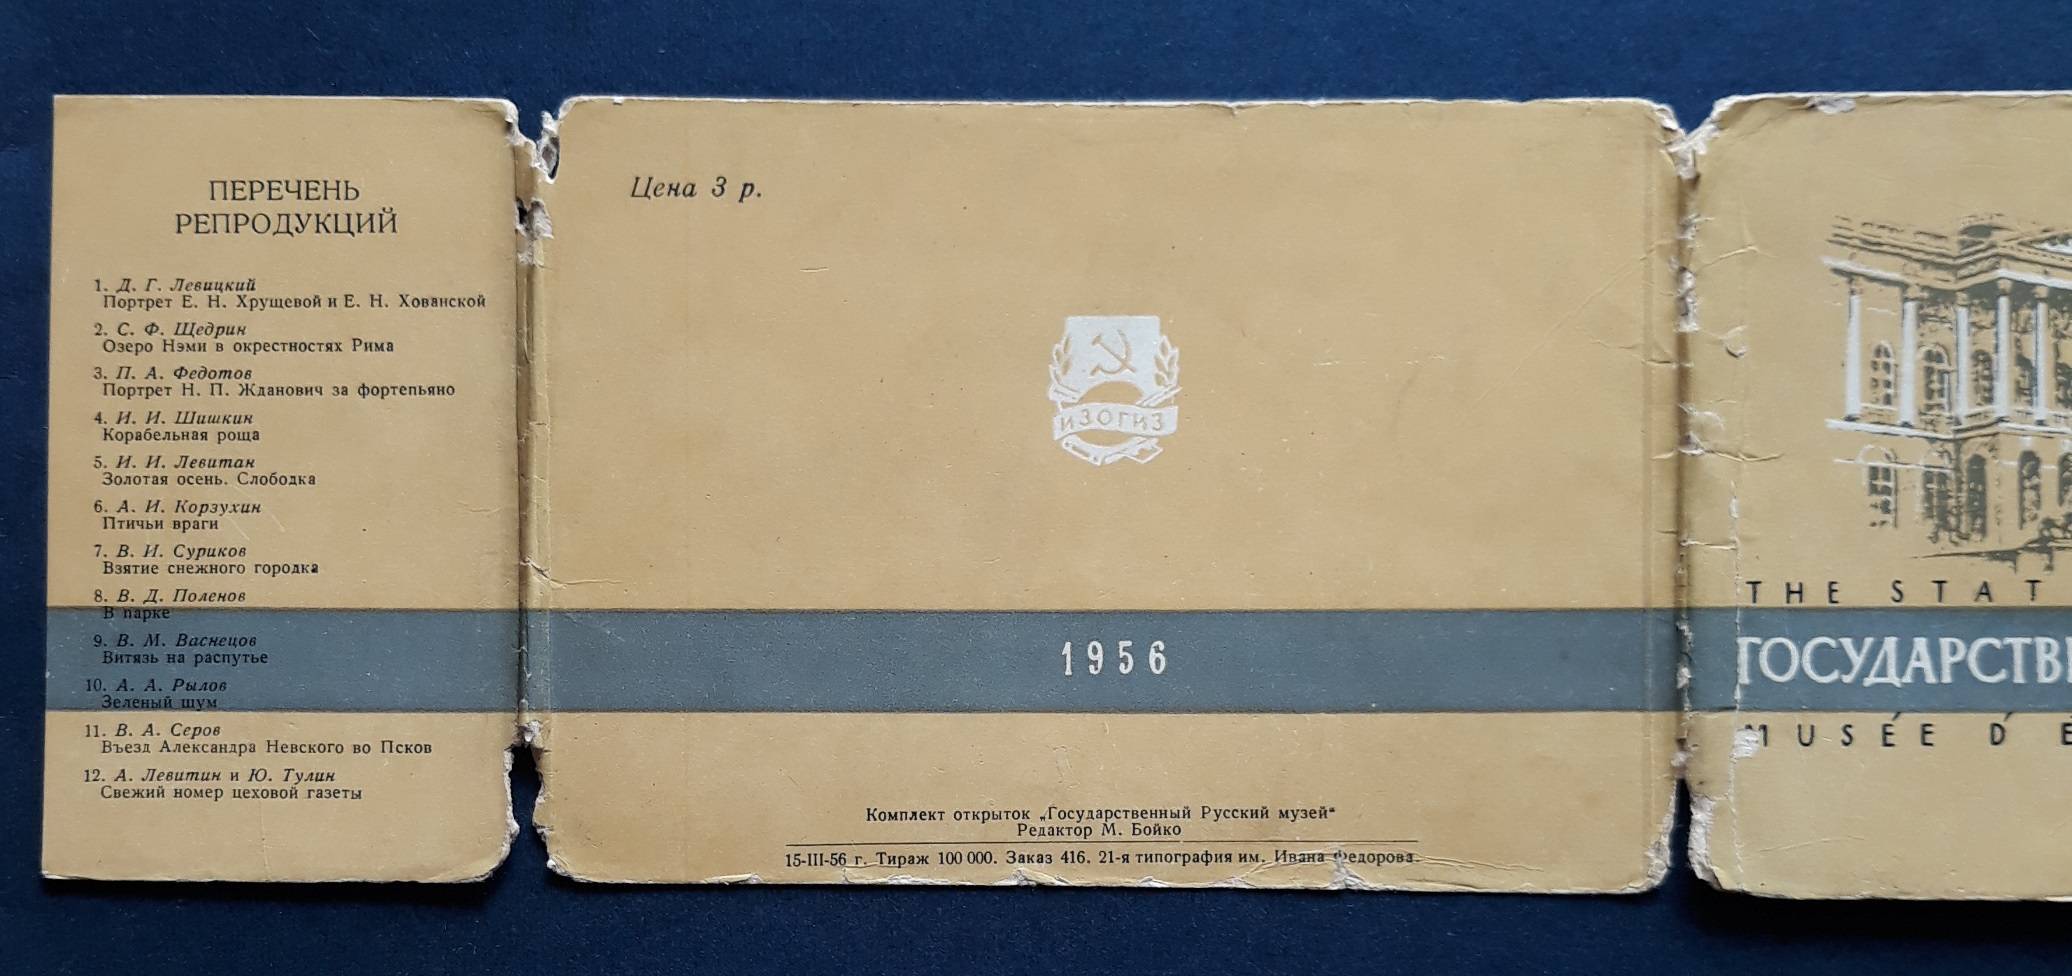 ПЕРЕЧЕНЬ
РЕПРОДУКЦИЙ
1. Д. Г. Левицкий
Портрет Е. Н. Хрущевой и Е. Н. Хованской
2. С. Ф. Щедрин
Озеро Нэми в окрестностях Рима
3. П. А. Федотов
Портрет Н. П. Жданович за фортепьяно
4. И. И. Шишкин
Корабельная роща
5. И. И. Левитан
Золотая осень. Слободка
6. А. И. Корзухин
Птичьи враги
7. В. И. Суриков
Взятие снежного городка
8. В. Д. Поленов
В парке
9. В. М. Васнецов
Витязь на распутье
10. А. А. Рылов
Зеленый шум
11. В. А. Серов
Въезд Александра Невского во Псков
12. А. Левитин и Ю. Тулин
Свежий номер цеховой газеты
Цена 3 р.
ИЗОГИЗ
1956
Комплект открыток „Государственный Русский музей“
Редактор М. Бойко
15-III-56 г. Тираж 100 000. Заказ 416. 21-я типография им. Ивана Федорова.
THE STAT
ГОСУДАРСТВЕ
MUSÉE D'E